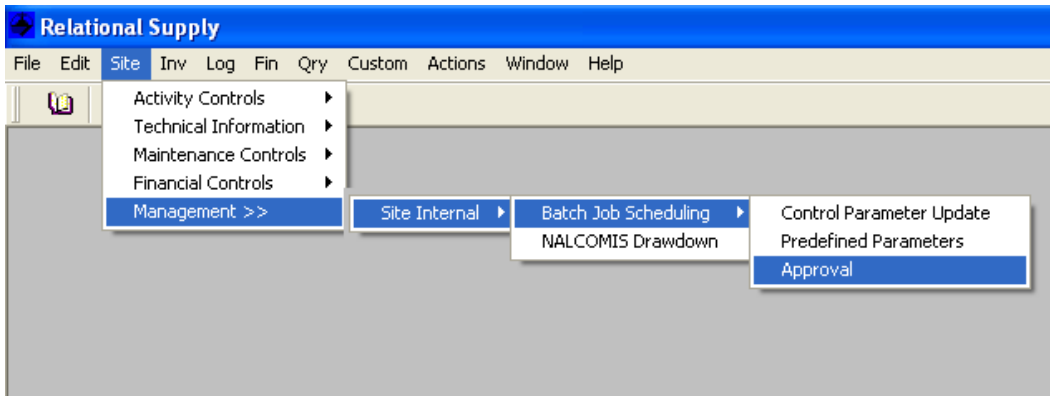 Relational Supply
File Edit Site Inv Log Fin Qry Custom Actions Window Help
Activity Controls
Technical Information
Maintenance Controls
Financial Controls
Management >>
Site Internal
Batch Job Scheduling
NALCOMIS Drawdown
Control Parameter Update
Predefined Parameters
Approval